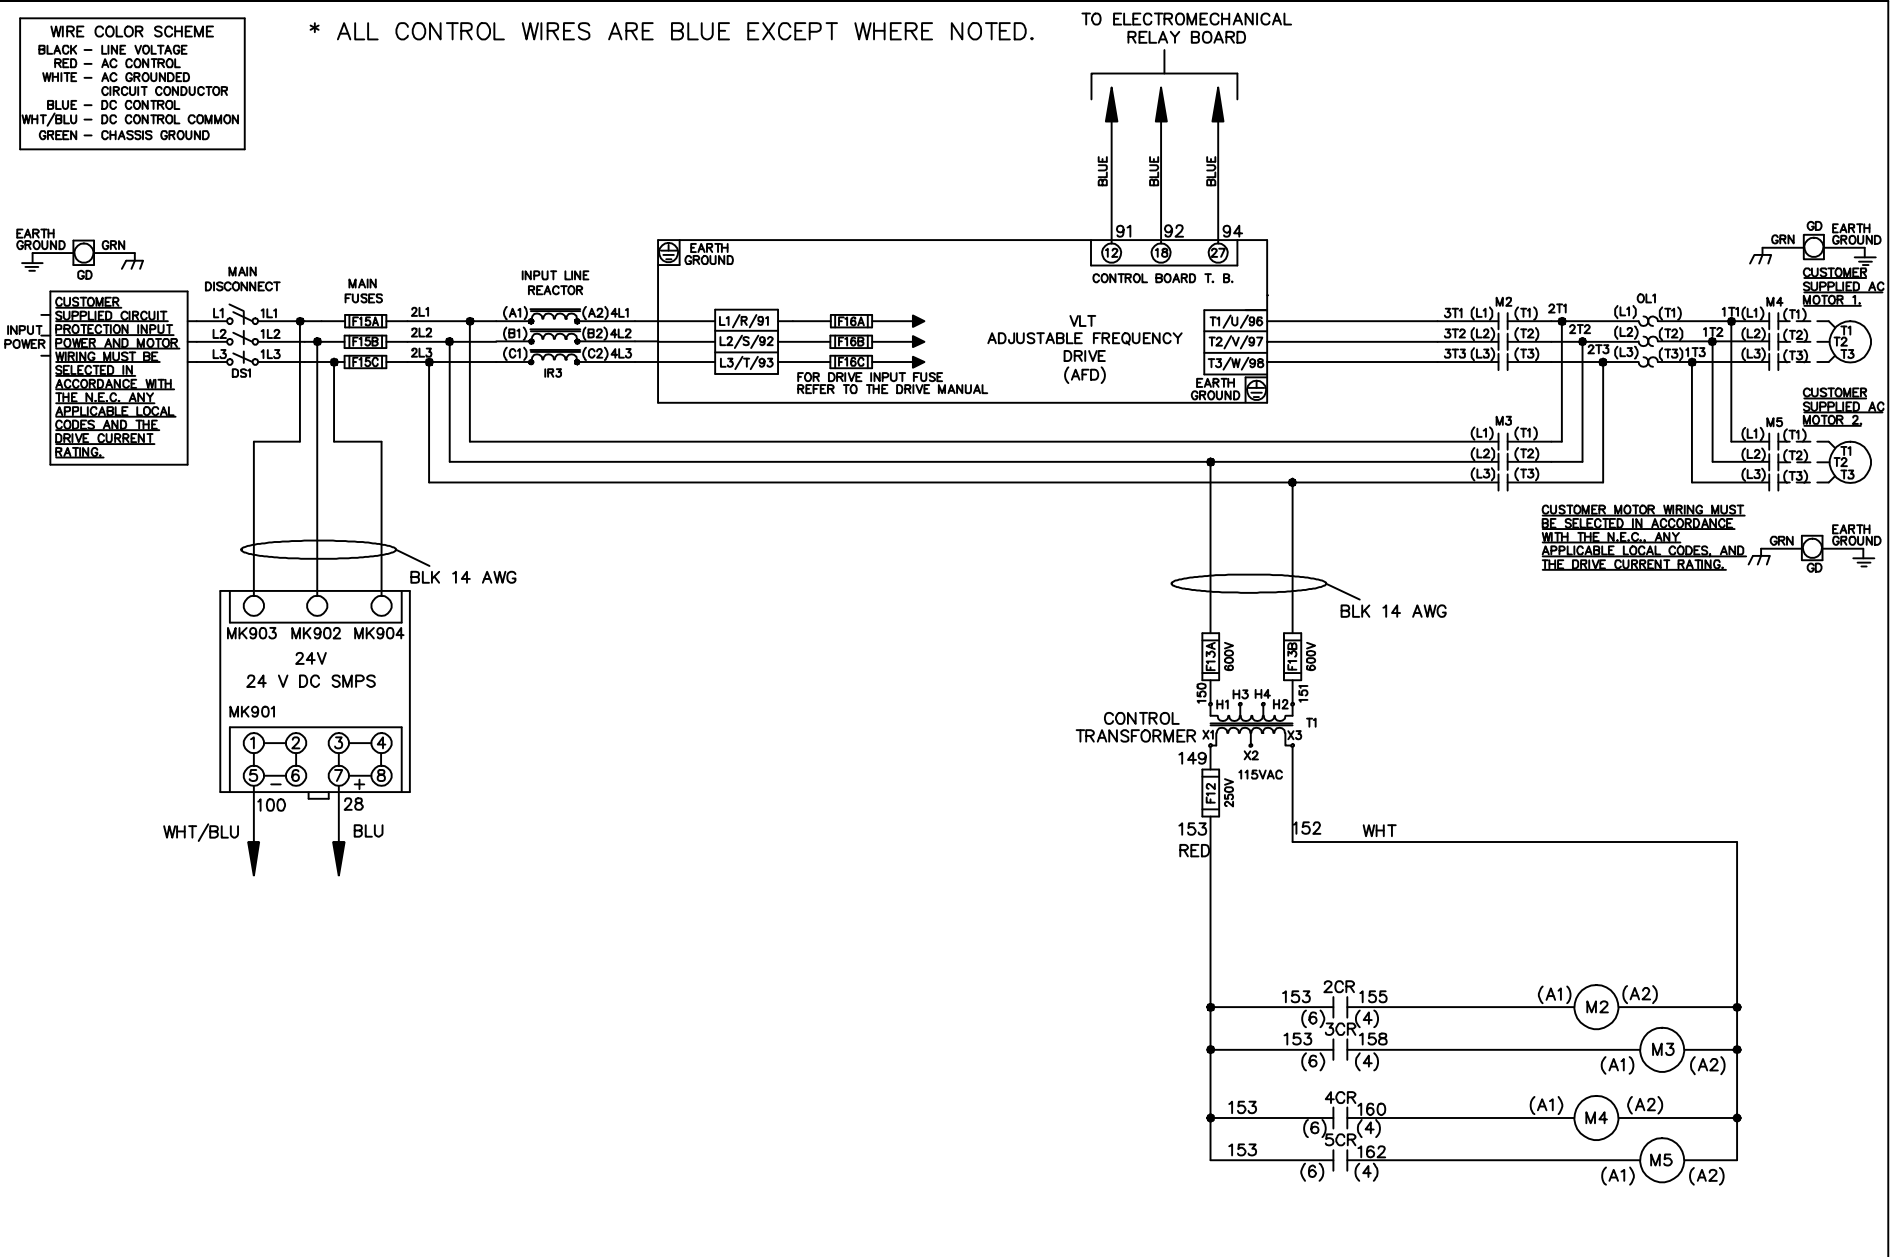 WIRE COLOR SCHEME
BLACK – LINE VOLTAGE
RED – AC CONTROL
WHITE – AC GROUNDED
CIRCUIT CONDUCTOR
BLUE – DC CONTROL
WHT/BLU – DC CONTROL COMMON
GREEN – CHASSIS GROUND
* ALL CONTROL WIRES ARE BLUE EXCEPT WHERE NOTED.
TO ELECTROMECHANICAL
RELAY BOARD
BLUE BLUE BLUE
91 92 94
12 18 27
CONTROL BOARD T. B.
EARTH
GROUND
GRN
GD
INPUT
POWER
CUSTOMER
SUPPLIED CIRCUIT
PROTECTION INPUT
POWER AND MOTOR
WIRING MUST BE
SELECTED IN
ACCORDANCE WITH
THE N.E.C. ANY
APPLICABLE LOCAL
CODES AND THE
DRIVE CURRENT
RATING.
MAIN
DISCONNECT
L1 1L1
L2 1L2
L3 1L3
DS1
MAIN
FUSES
F15A
F15B
F15C
2L1
2L2
2L3
INPUT LINE
REACTOR
(A1) (A2) 4L1
(B1) (B2) 4L2
(C1) (C2) 4L3
IR3
EARTH
GROUND
L1/R/91
L2/S/92
L3/T/93
F16A
F16B
F16C
FOR DRIVE INPUT FUSE
REFER TO THE DRIVE MANUAL
VLT
ADJUSTABLE FREQUENCY
DRIVE
(AFD)
T1/U/96
T2/V/97
T3/W/98
EARTH
GROUND
M2
3T1 (L1) (T1) 2T1
3T2 (L2) (T2) 2T2
3T3 (L3) (T3) 2T3
OL1
(L1) (T1) 1T1
(L2) (T2) 1T2
(L3) (T3) 1T3
M4
(L1) (T1)
(L2) (T2)
(L3) (T3)
T1
T2
T3
GRN
GD
EARTH
GROUND
CUSTOMER
SUPPLIED AC
MOTOR 1.
M3
(L1) (T1)
(L2) (T2)
(L3) (T3)
CUSTOMER
SUPPLIED AC
MOTOR 2.
M5
(L1) (T1)
(L2) (T2)
(L3) (T3)
T1
T2
T3
CUSTOMER MOTOR WIRING MUST
BE SELECTED IN ACCORDANCE
WITH THE N.E.C., ANY
APPLICABLE LOCAL CODES, AND
THE DRIVE CURRENT RATING.
GRN
GD
EARTH
GROUND
BLK 14 AWG
MK903 MK902 MK904
24V
24 V DC SMPS
MK901
1 2 3 4
5 – 6 7 + 8
100 28
WHT/BLU BLU
BLK 14 AWG
F13A 600V
F13B 600V
150 151
H1 H3 H4 H2
CONTROL
TRANSFORMER
T1
X1 X2 X3
149
115VAC
F12 250V
153
RED
152 WHT
153 2CR 155 (A1) M2 (A2)
(6) (4)
153 3CR 158 M3
(6) (4) (A1) (A2)
153 4CR 160 (A1) M4 (A2)
(6) (4)
153 5CR 162 M5
(6) (4) (A1) (A2)